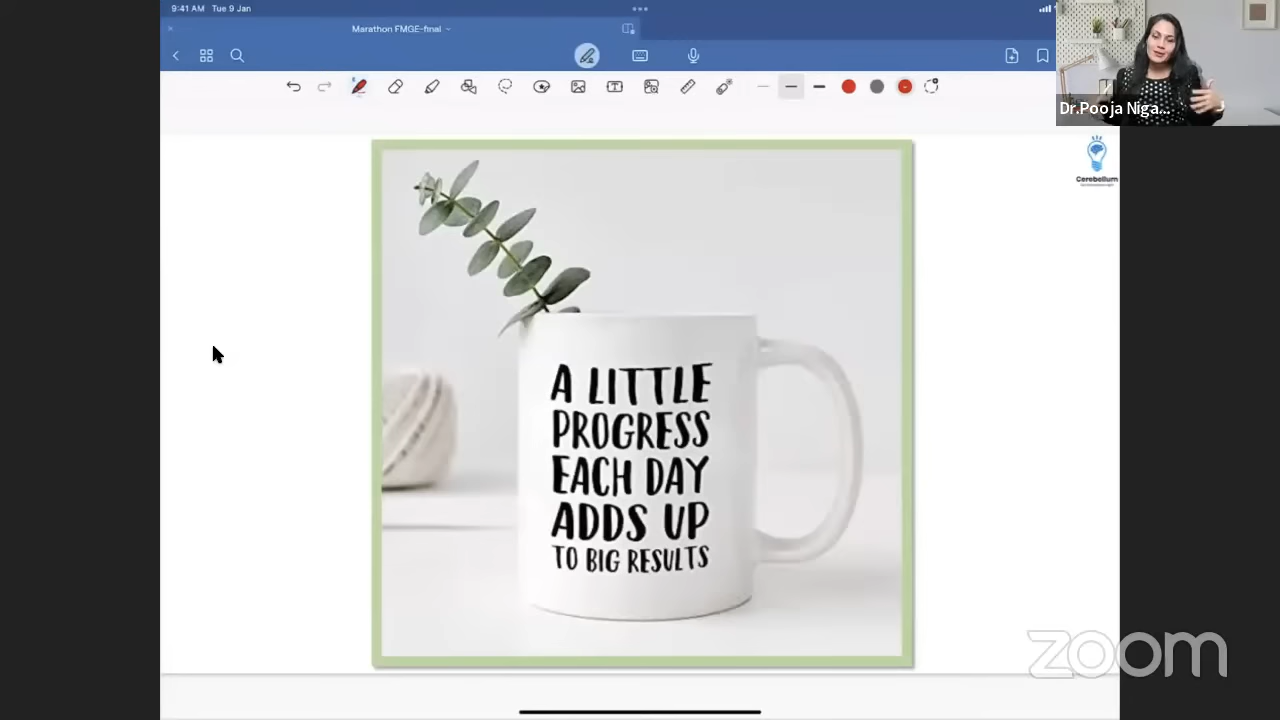 9:41 AM Tue 9 Jan
Marathon FMGE-final
Dr.Pooja Niga...
Cerebellum
A LITTLE
PROGRESS
EACH DAY
ADDS UP
TO BIG RESULTS
zoom